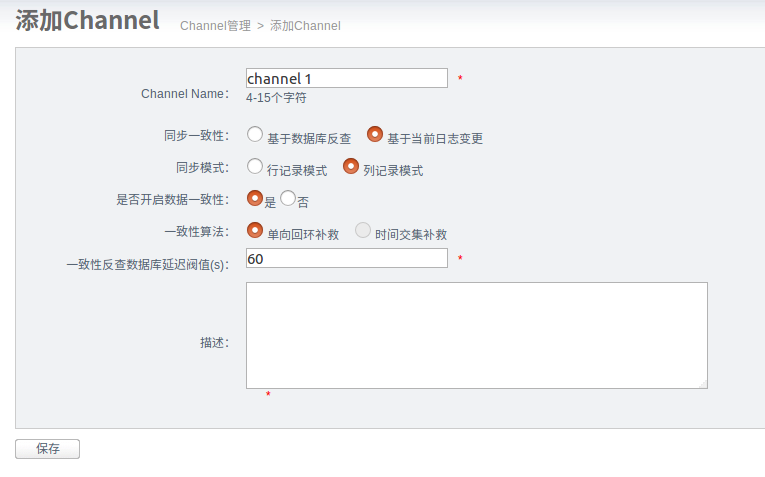 添加Channel Channel管理 > 添加Channel
Channel Name: channel 1 *
4-15个字符
同步一致性: 基于数据库反查 基于当前日志变更
同步模式: 行记录模式 列记录模式
是否开启数据一致性: 是 否
一致性算法: 单向回环补救 时间交集补救
一致性反查数据库延迟阀值(s): 60 *
描述:
*
保存